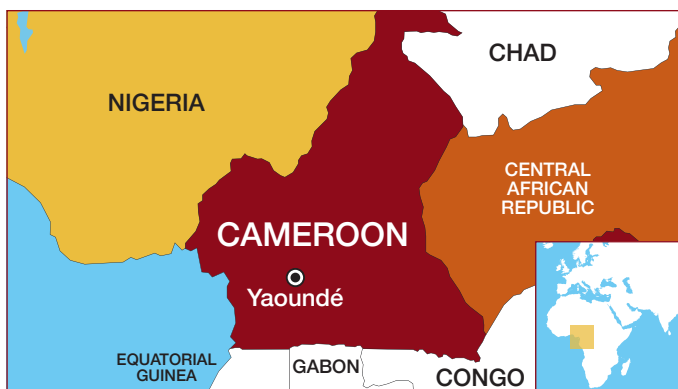 CHAD
NIGERIA
CENTRAL
AFRICAN
REPUBLIC
CAMEROON
Yaoundé
EQUATORIAL
GUINEA
GABON
CONGO